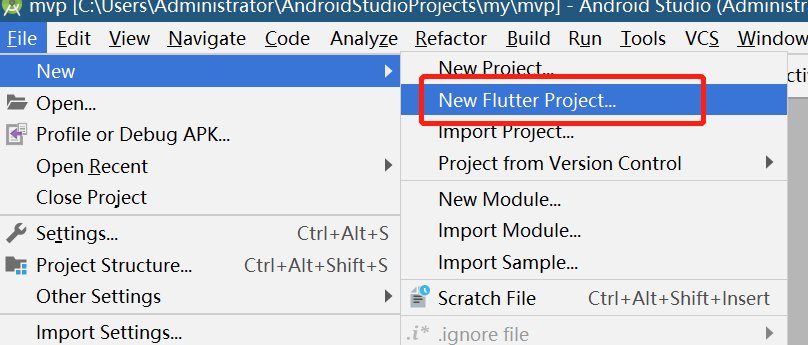 mvp [C:\Users\Administrator\AndroidStudioProjects\my\mvp] - Android Studio (Administra
File Edit View Navigate Code Analyze Refactor Build Run Tools VCS Window
New
Open...
Profile or Debug APK...
Open Recent
Close Project
Settings... Ctrl+Alt+S
Project Structure... Ctrl+Alt+Shift+S
Other Settings
Import Settings...
New Project...
New Flutter Project...
Import Project...
Project from Version Control
New Module...
Import Module...
Import Sample...
Scratch File Ctrl+Alt+Shift+Insert
.i* .ignore file